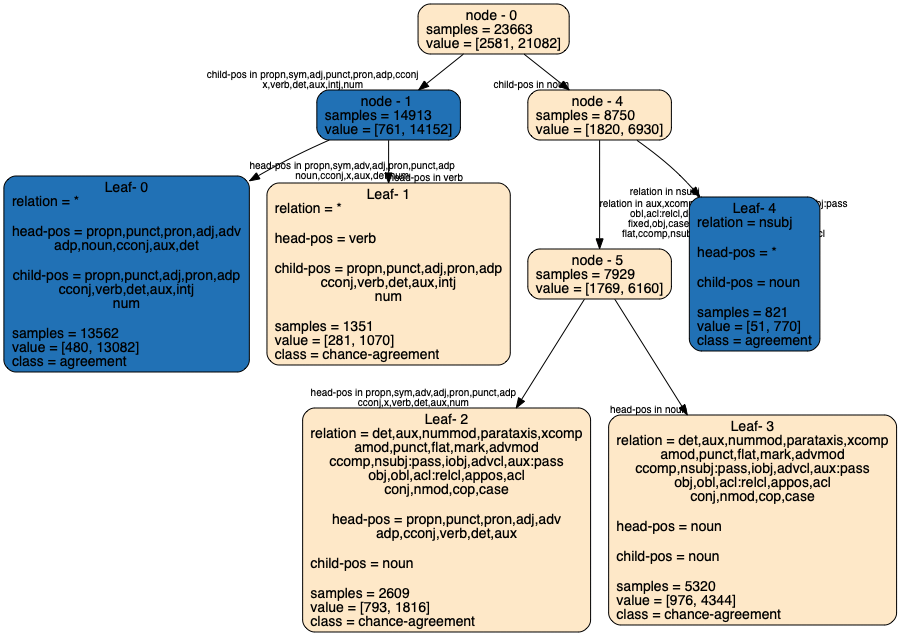 node - 0
samples = 23663
value = [2581, 21082]
child-pos in propn,sym,adj,punct,pron,adp,cconj
x,verb,det,aux,intj,num
child-pos in noun
node - 1
samples = 14913
value = [761, 14152]
node - 4
samples = 8750
value = [1820, 6930]
head-pos in propn,sym,adv,adj,pron,punct,adp
noun,cconj,x,aux,det,num
head-pos in verb
Leaf- 0
relation = *
head-pos = propn,punct,pron,adj,adv
adp,noun,cconj,aux,det
child-pos = propn,punct,adj,pron,adp
cconj,verb,det,aux,intj
num
samples = 13562
value = [480, 13082]
class = agreement
Leaf- 1
relation = *
head-pos = verb
child-pos = propn,punct,adj,pron,adp
cconj,verb,det,aux,intj
num
samples = 1351
value = [281, 1070]
class = chance-agreement
relation in nsubj
relation in aux,xcom
obj:pass
obl,acl:relcl,d
fixed,obj,case
flat,ccomp,nsub
node - 5
samples = 7929
value = [1769, 6160]
Leaf- 4
relation = nsubj
head-pos = *
child-pos = noun
samples = 821
value = [51, 770]
class = agreement
head-pos in propn,sym,adv,adj,pron,punct,adp
cconj,x,verb,det,aux,num
head-pos in noun
Leaf- 2
relation = det,aux,nummod,parataxis,xcomp
amod,punct,flat,mark,advmod
ccomp,nsubj:pass,iobj,advcl,aux:pass
obj,obl,acl:relcl,appos,acl
conj,nmod,cop,case
head-pos = propn,punct,pron,adj,adv
adp,cconj,verb,det,aux
child-pos = noun
samples = 2609
value = [793, 1816]
class = chance-agreement
Leaf- 3
relation = det,aux,nummod,parataxis,xcomp
amod,punct,flat,mark,advmod
ccomp,nsubj:pass,iobj,advcl,aux:pass
obj,obl,acl:relcl,appos,acl
conj,nmod,cop,case
head-pos = noun
child-pos = noun
samples = 5320
value = [976, 4344]
class = chance-agreement